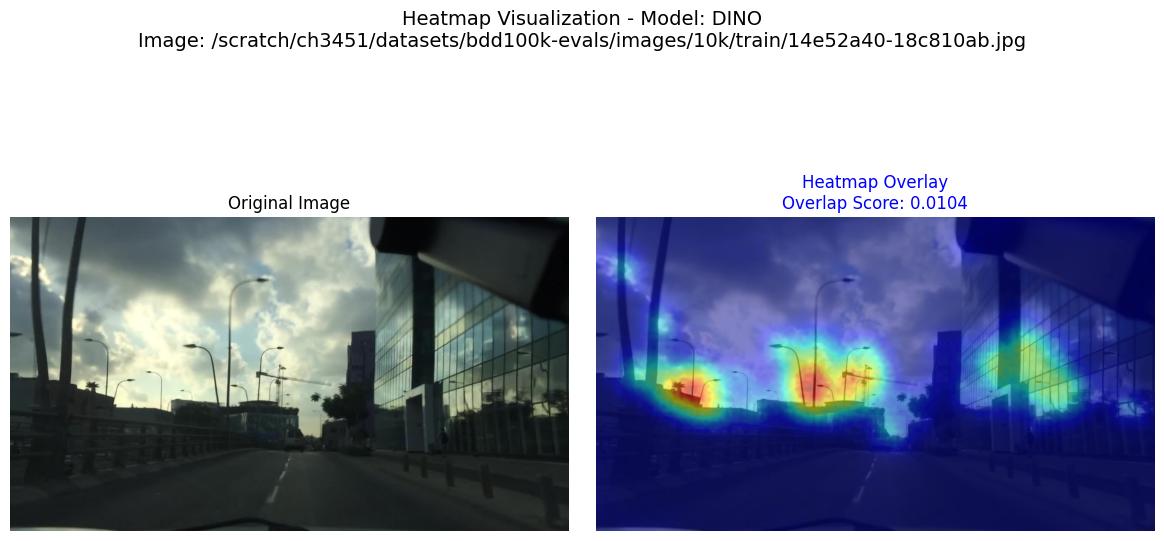 Heatmap Visualization - Model: DINO
Image: /scratch/ch3451/datasets/bdd100k-evals/images/10k/train/14e52a40-18c810ab.jpg
Original Image
Heatmap Overlay
Overlap Score: 0.0104